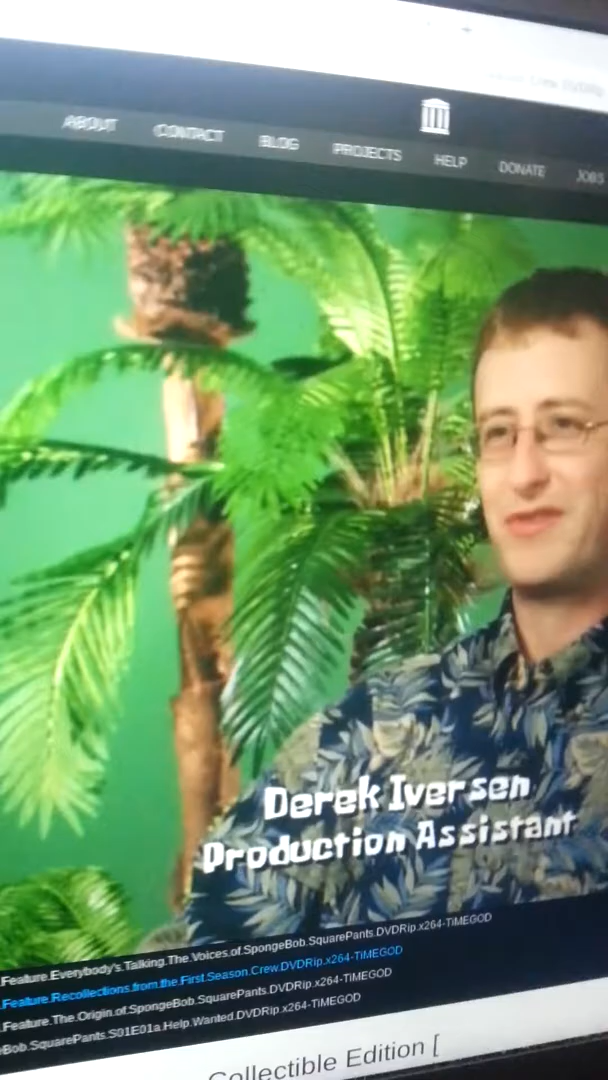 ABOUT CONTACT BLOG PROJECTS HELP DONATE JOBS
Derek Iversen
Production Assistant
.Feature.Everybody's.Talking.The.Voices.of.SpongeBob.SquarePants.DVDRip.x264-TiMEGOD
.Feature.Recollections.from.the.First.Season.Crew.DVDRip.x264-TiMEGOD
.Feature.The.Origin.of.SpongeBob.SquarePants.DVDRip.x264-TiMEGOD
eBob.SquarePants.S01E01a.Help.Wanted.DVDRip.x264-TiMEGOD
Collectible Edition [